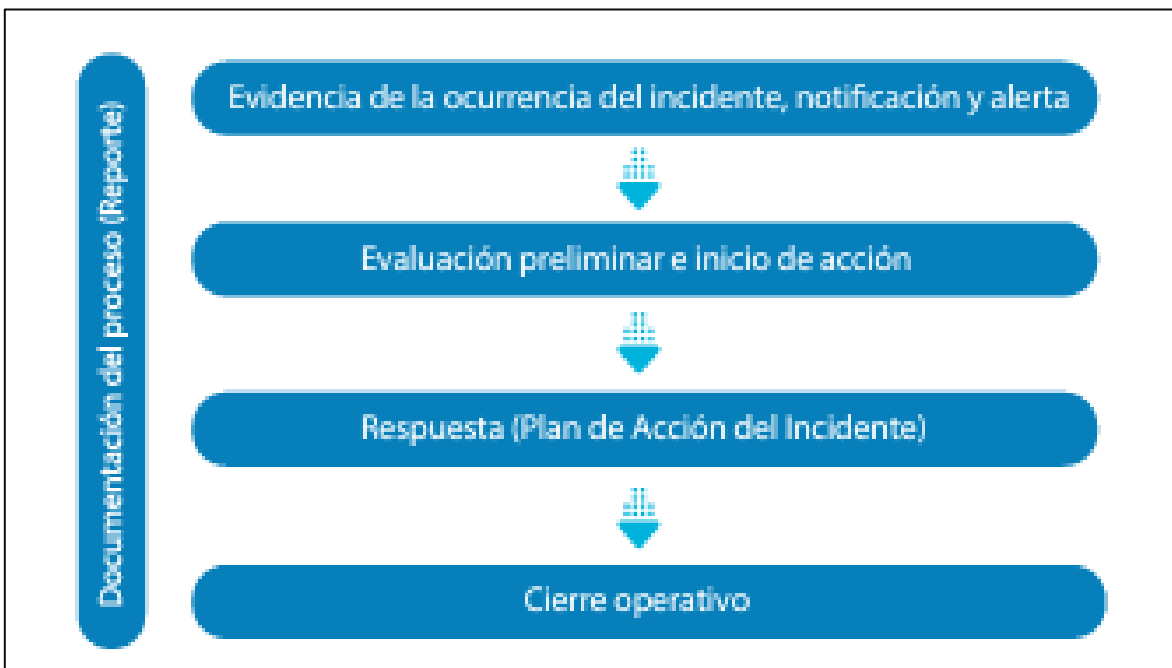 Documentación del proceso (Reporte)
Evidencia de la ocurrencia del incidente, notificación y alerta
Evaluación preliminar e inicio de acción
Respuesta (Plan de Acción del Incidente)
Cierre operativo